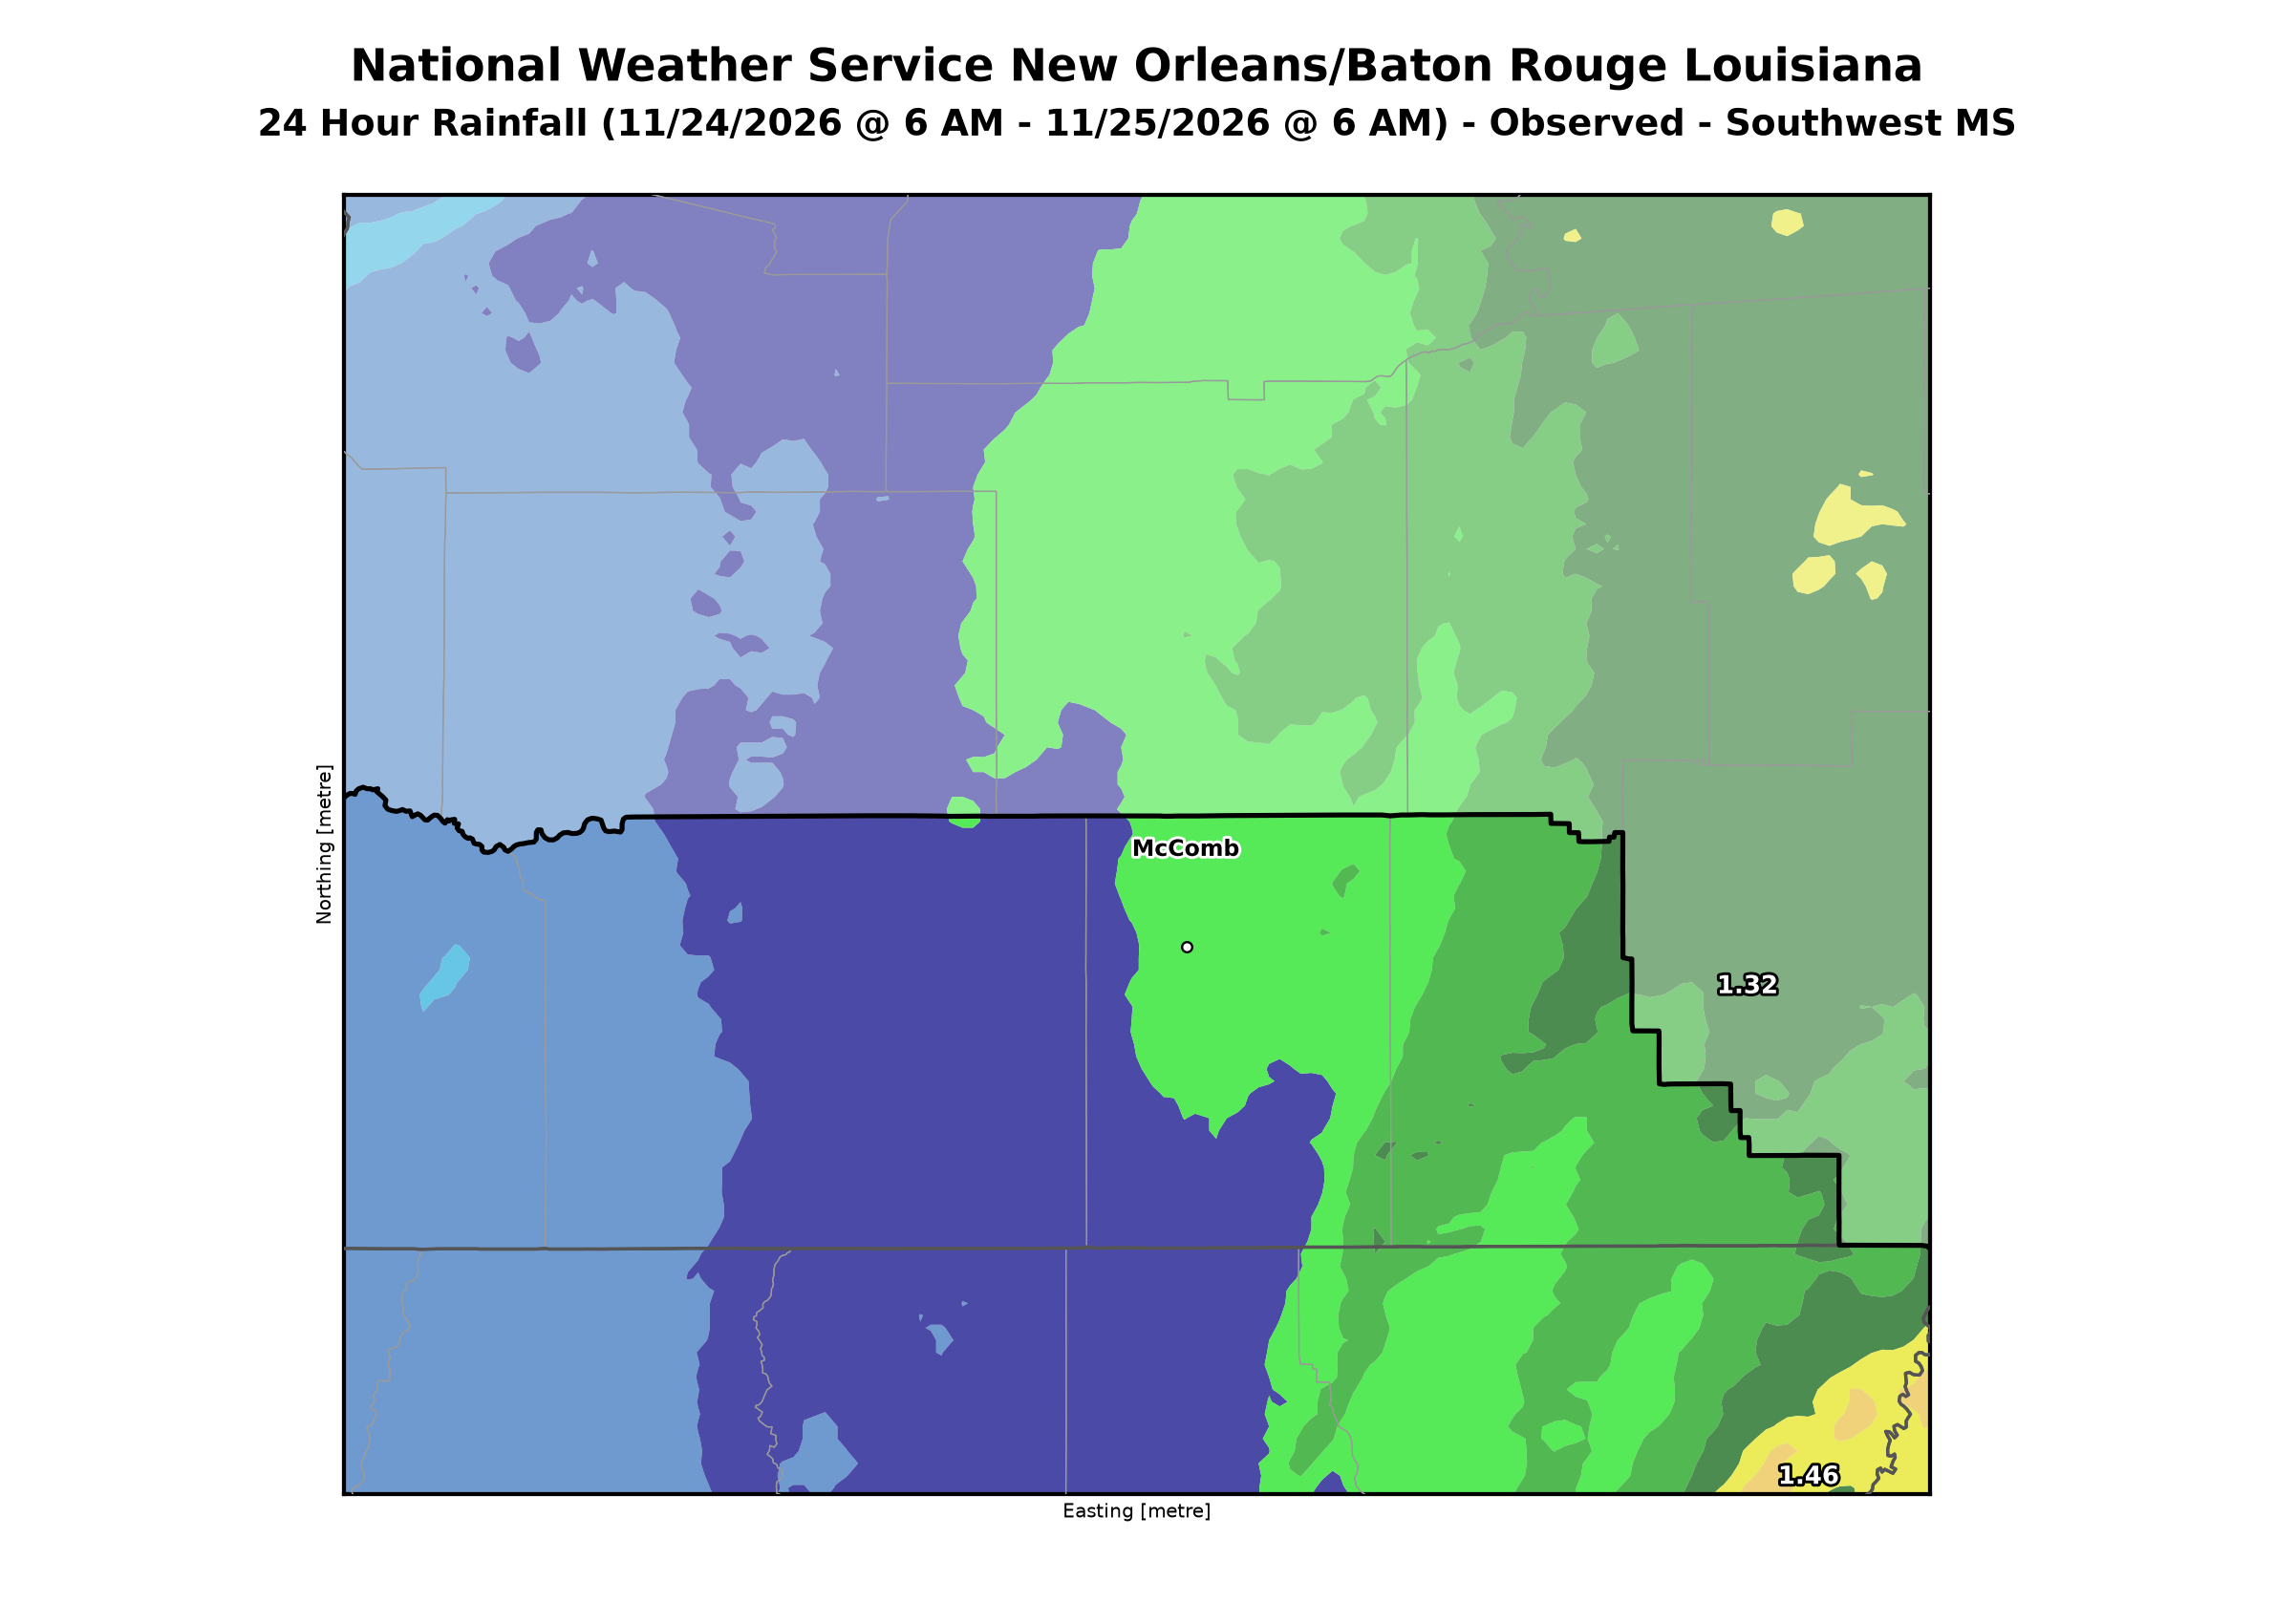 National Weather Service New Orleans/Baton Rouge Louisiana
24 Hour Rainfall (11/24/2026 @ 6 AM - 11/25/2026 @ 6 AM) - Observed - Southwest MS
Northing [metre]
McComb
1.32
1.46
Easting [metre]